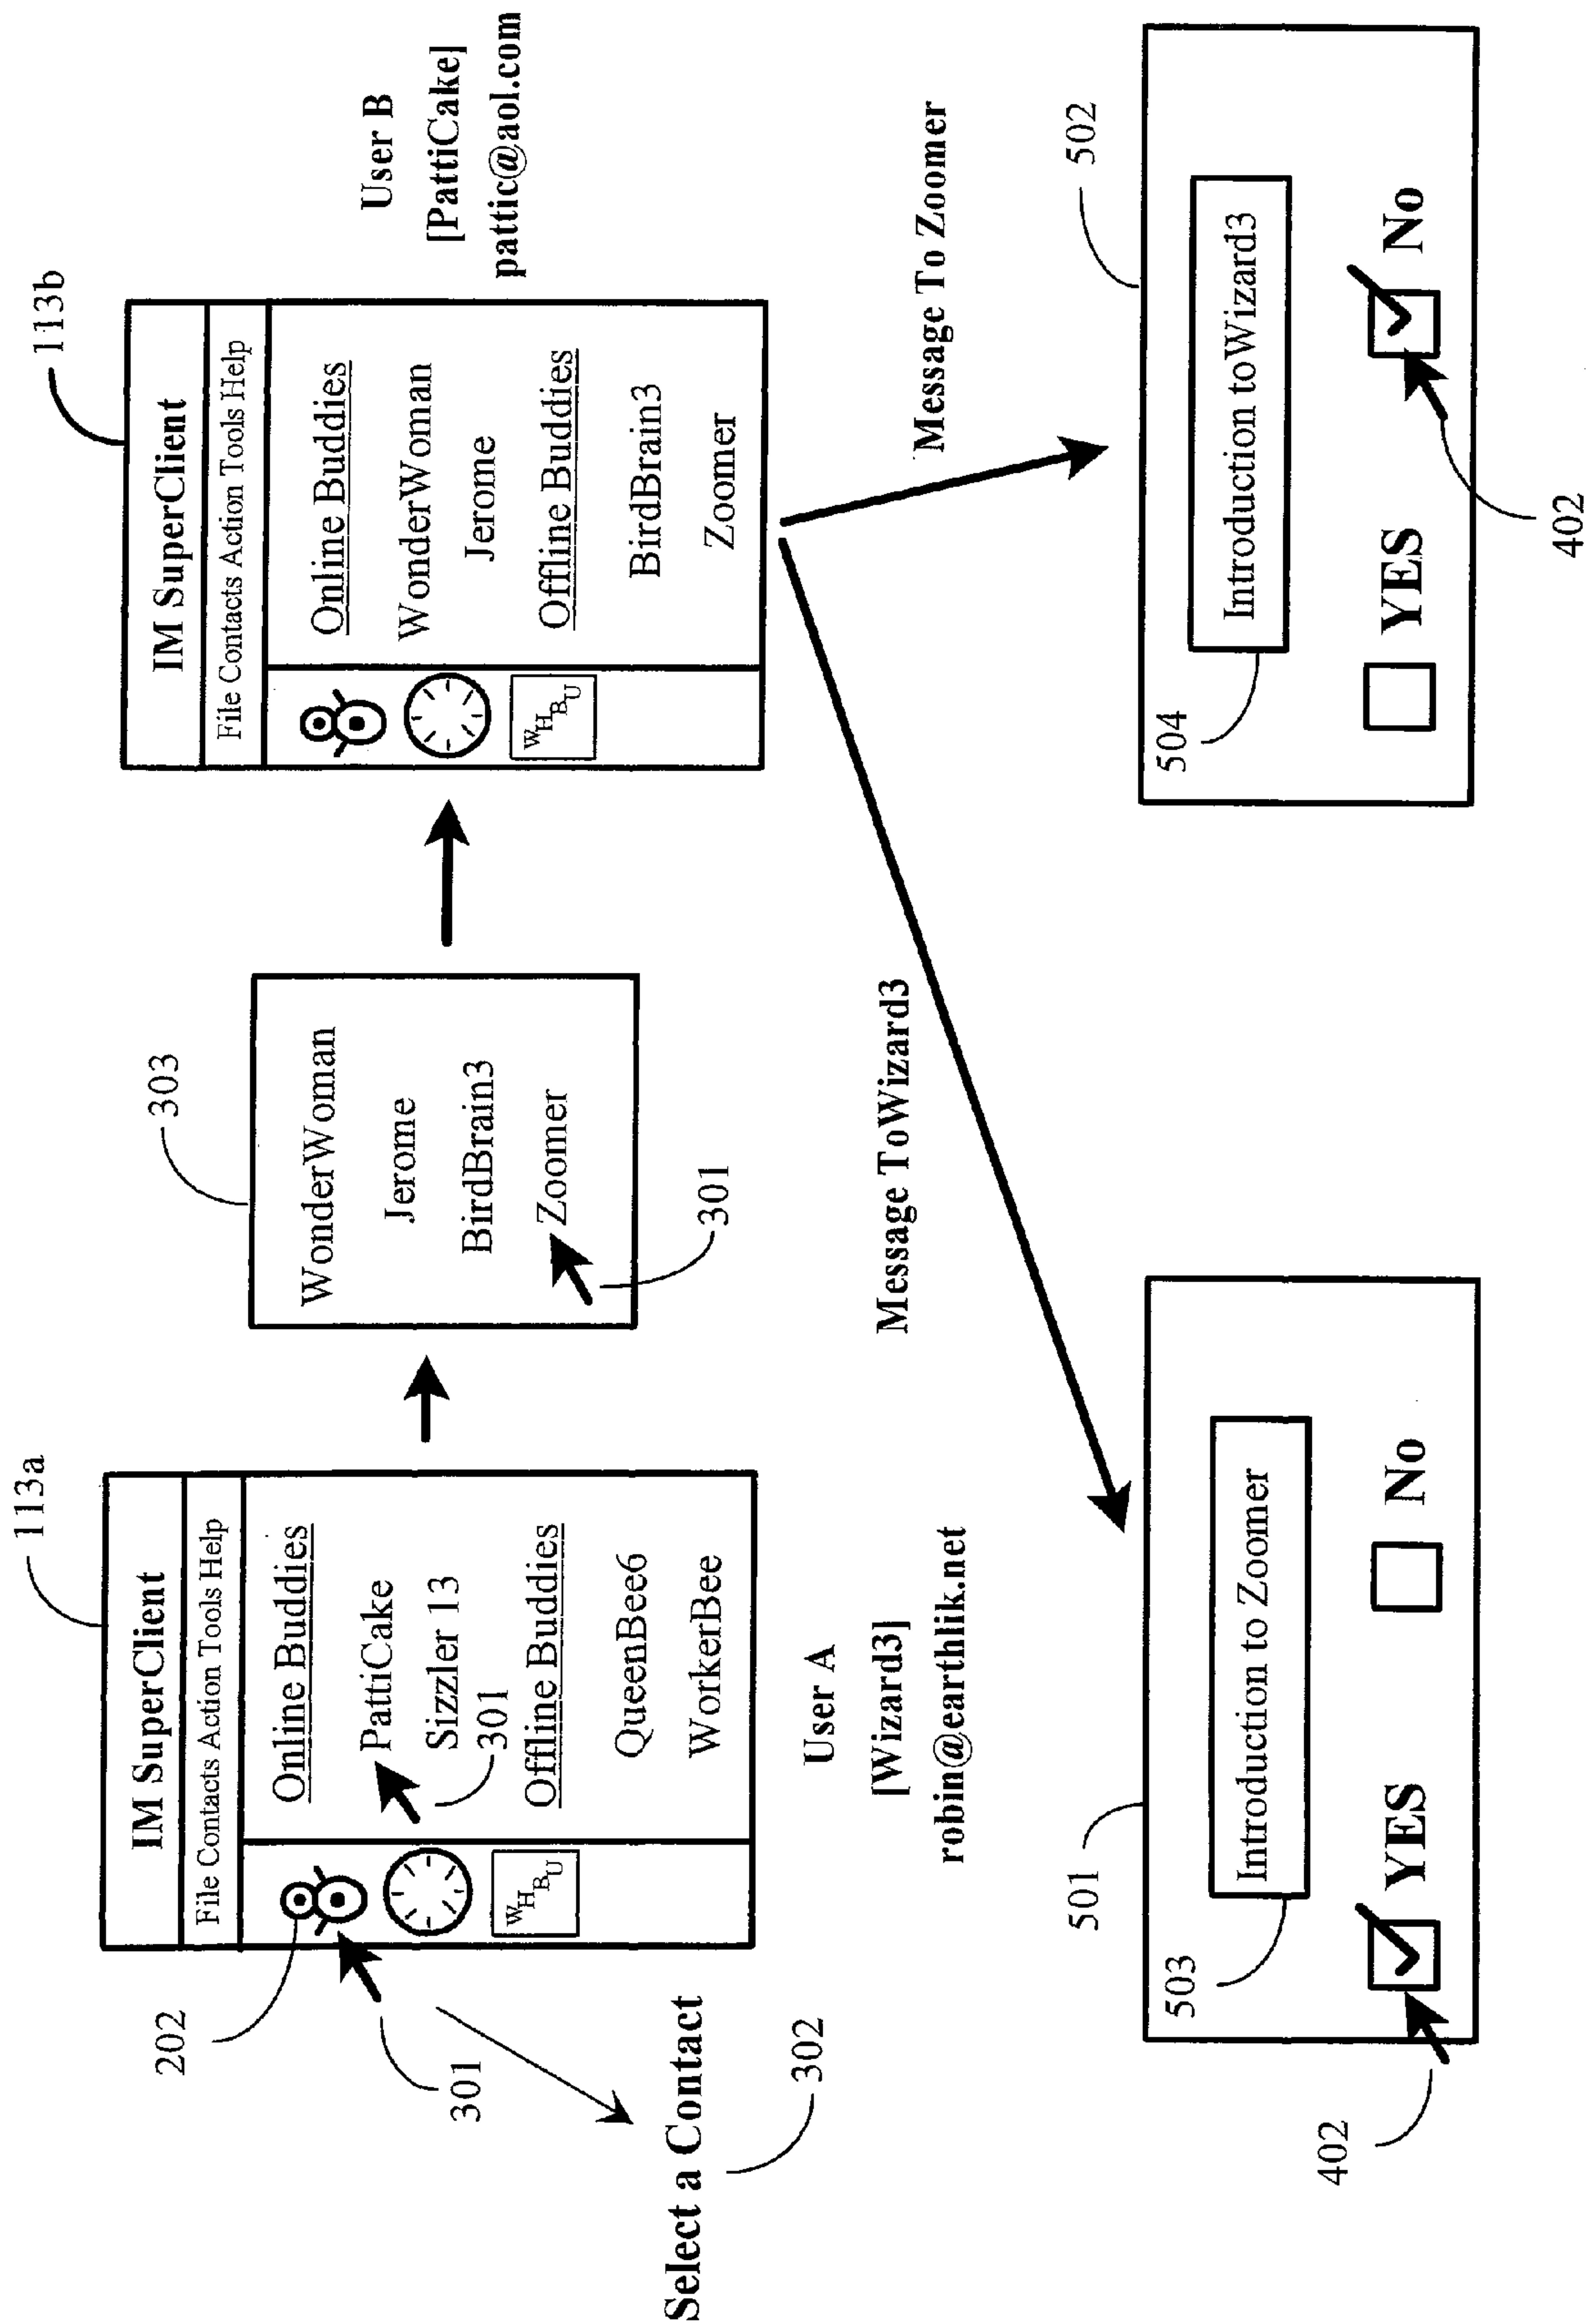 113a
IM SuperClient
File Contacts Action Tools Help
Online Buddies
PattiCake
Sizzler 13
301
Offline Buddies
QueenBee6
WorkerBee
WHBU
202
301
Select a Contact
302
User A
[Wizard3]
robin@earthlik.net
303
WonderWoman
Jerome
BirdBrain3
Zoomer
301
113b
IM SuperClient
File Contacts Action Tools Help
Online Buddies
WonderWoman
Jerome
Offline Buddies
BirdBrain3
Zoomer
WHBU
User B
[PattiCake]
pattic@aol.com
Message ToWizard3
Message To Zoomer
501
503
Introduction to Zoomer
YES
No
402
502
504
Introduction toWizard3
YES
No
402